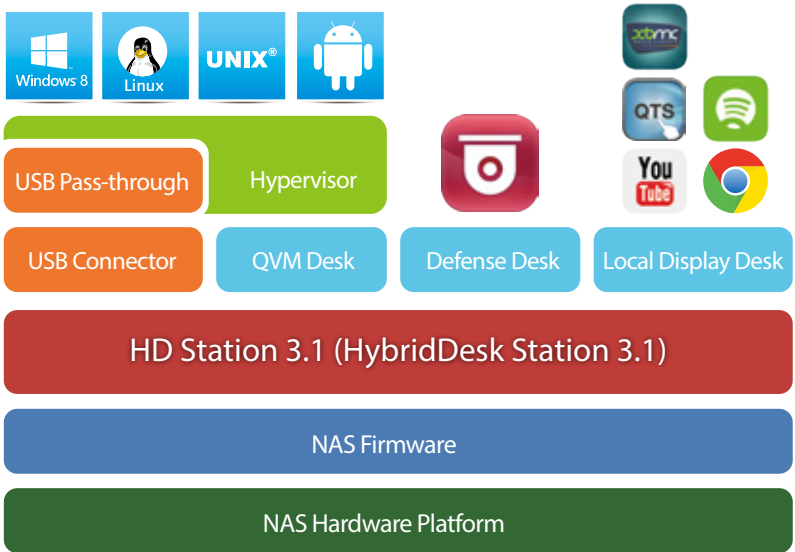 Windows 8
Linux
UNIX®
xbmc
QTS
You
Tube
USB Pass-through
Hypervisor
USB Connector
QVM Desk
Defense Desk
Local Display Desk
HD Station 3.1 (HybridDesk Station 3.1)
NAS Firmware
NAS Hardware Platform